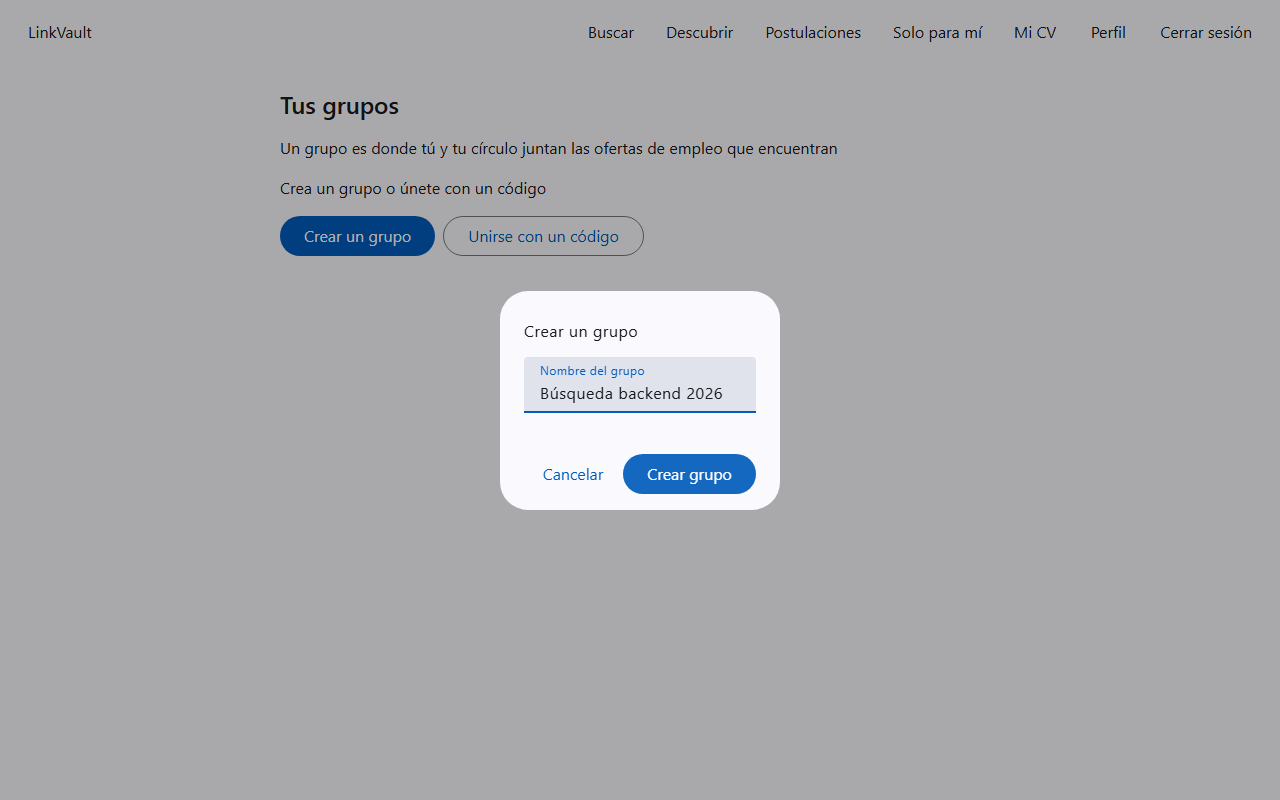 LinkVault
Buscar
Descubrir
Postulaciones
Solo para mí
Mi CV
Perfil
Cerrar sesión
Tus grupos
Un grupo es donde tú y tu círculo juntan las ofertas de empleo que encuentran
Crea un grupo o únete con un código
Crear un grupo
Unirse con un código
Crear un grupo
Nombre del grupo
Búsqueda backend 2026
Cancelar
Crear grupo